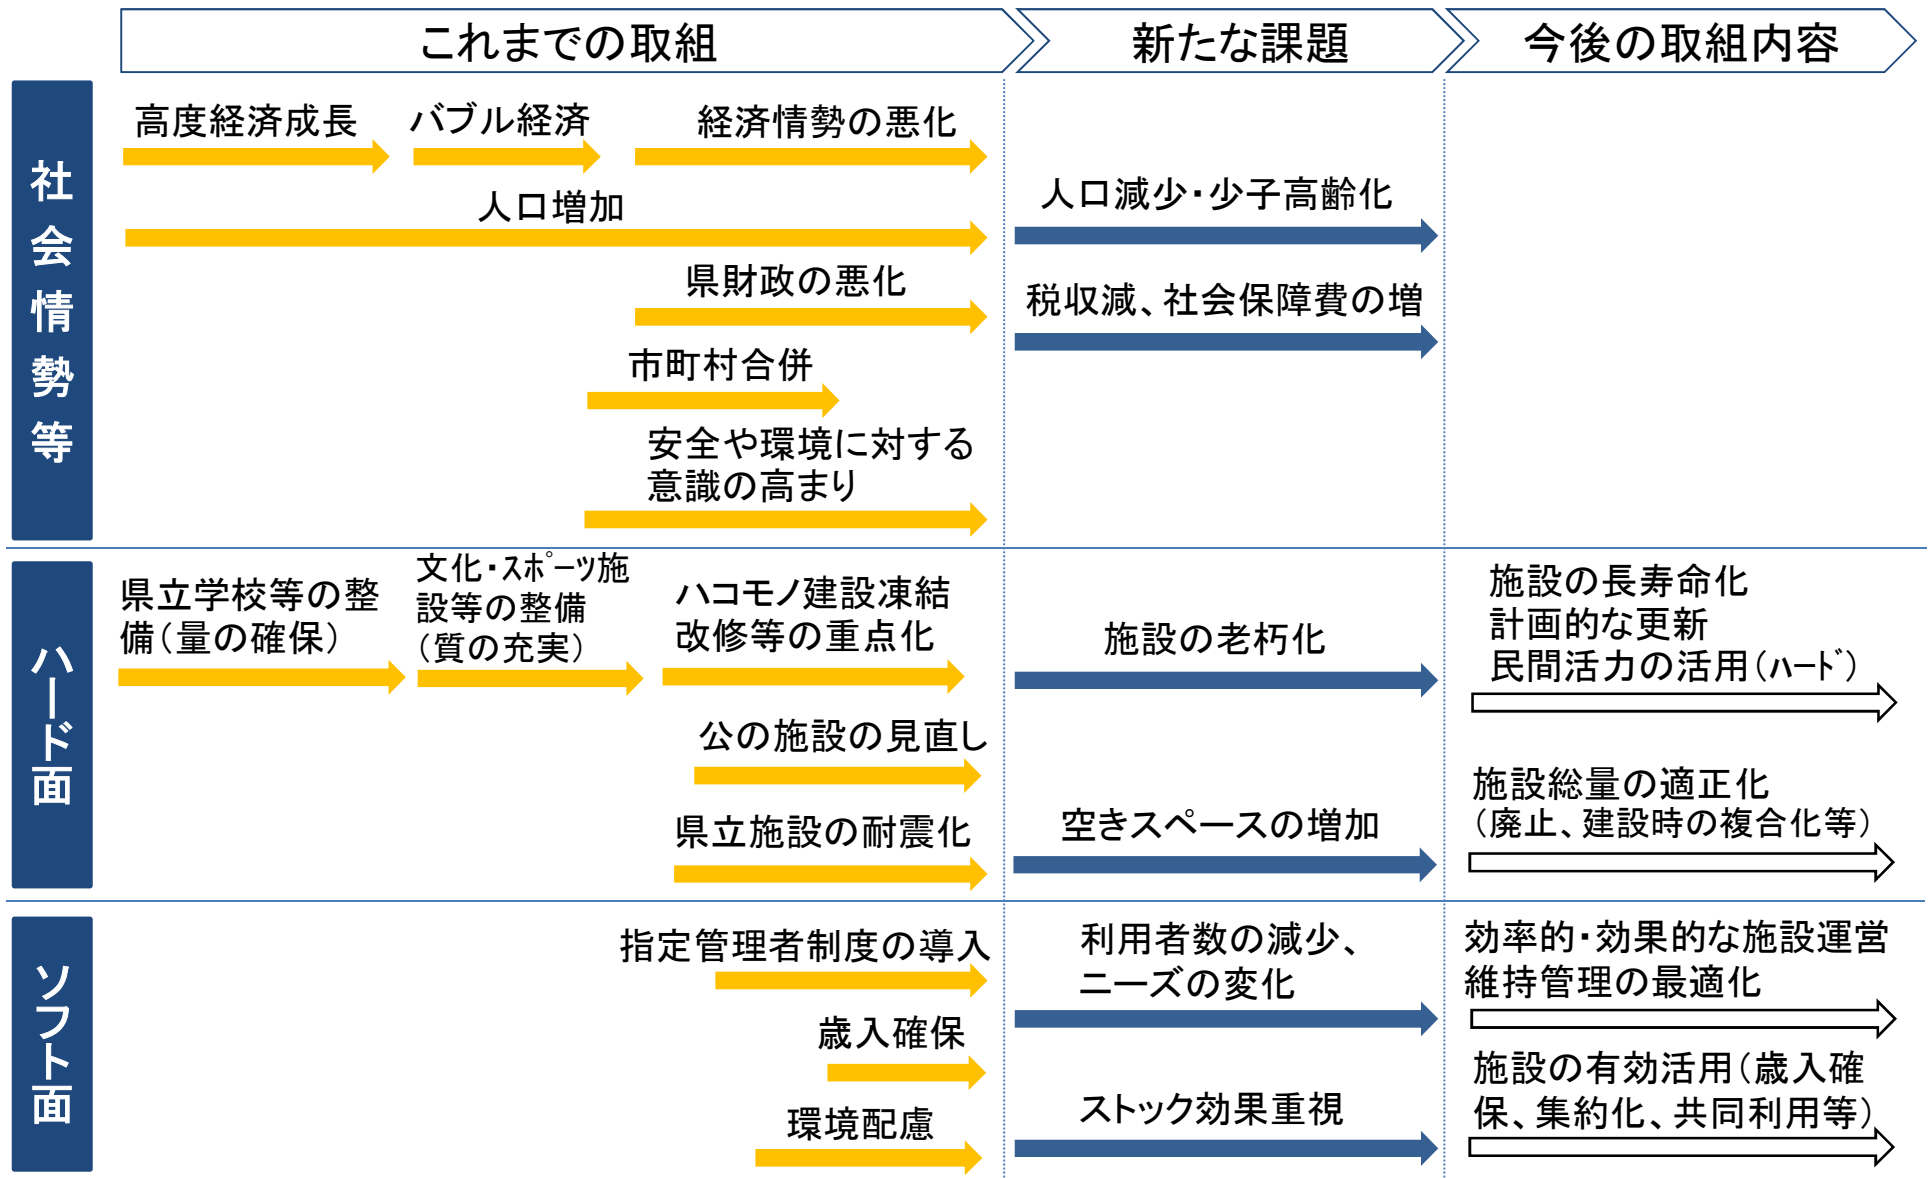 これまでの取組
新たな課題
今後の取組内容
社会情勢等
高度経済成長
バブル経済
経済情勢の悪化
人口増加
県財政の悪化
市町村合併
安全や環境に対する
意識の高まり
人口減少・少子高齢化
税収減、社会保障費の増
ハード面
県立学校等の整
備(量の確保)
文化・ｽﾎﾟｰﾂ施
設等の整備
(質の充実)
ハコモノ建設凍結
改修等の重点化
公の施設の見直し
県立施設の耐震化
施設の老朽化
空きスペースの増加
施設の長寿命化
計画的な更新
民間活力の活用(ﾊｰﾄﾞ)
施設総量の適正化
(廃止、建設時の複合化等)
ソフト面
指定管理者制度の導入
歳入確保
環境配慮
利用者数の減少、
ニーズの変化
ストック効果重視
効率的・効果的な施設運営
維持管理の最適化
施設の有効活用(歳入確
保、集約化、共同利用等)